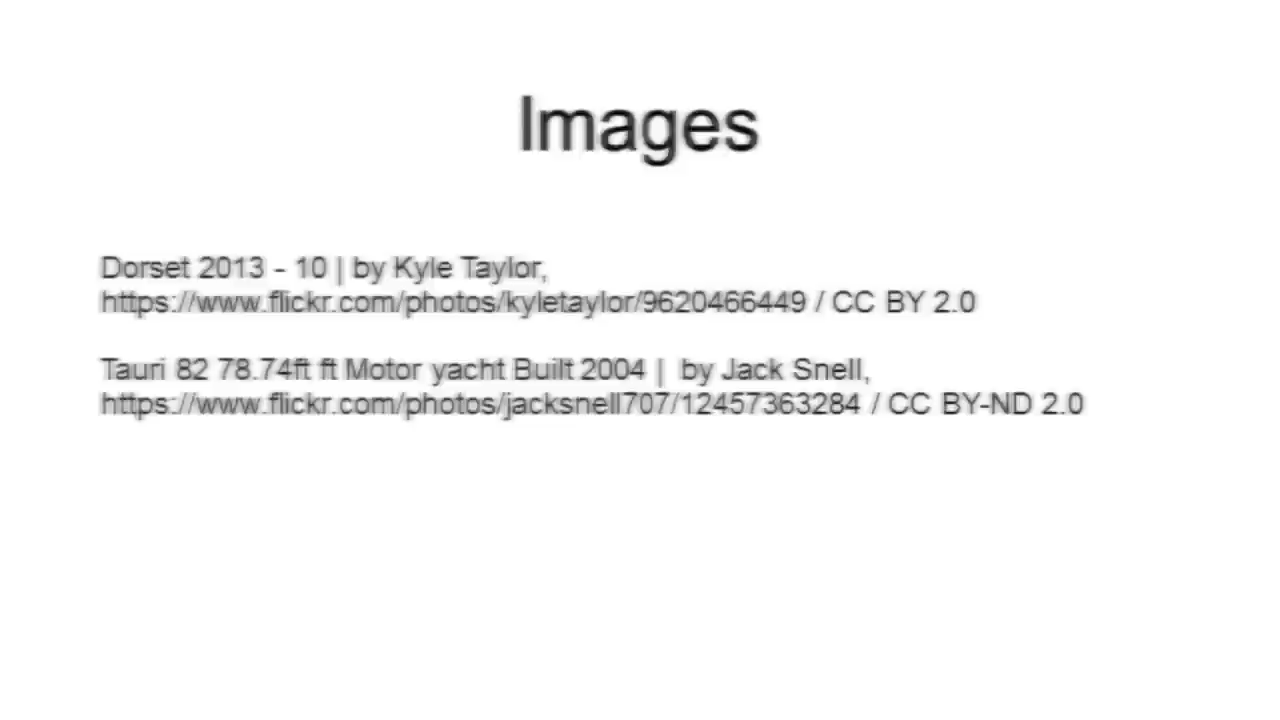 Images
Dorset 2013 - 10 | by Kyle Taylor,
https://www.flickr.com/photos/kyletaylor/9620466449 / CC BY 2.0
Tauri 82 78.74ft ft Motor yacht Built 2004 | by Jack Snell,
https://www.flickr.com/photos/jacksnell707/12457363284 / CC BY-ND 2.0